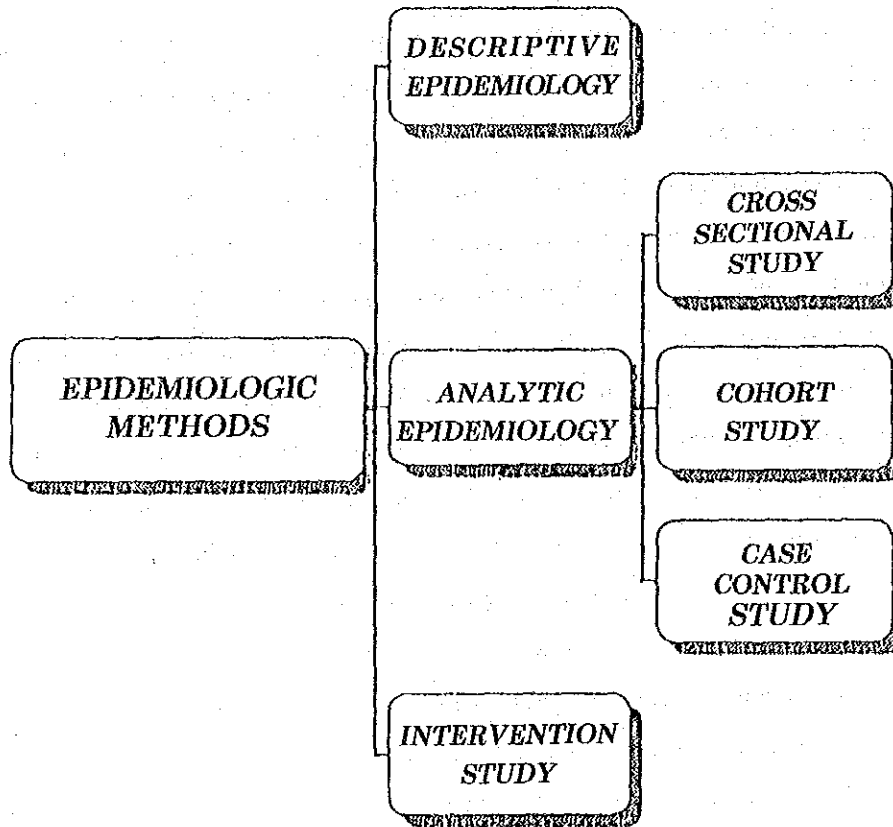 DESCRIPTIVE
EPIDEMIOLOGY
CROSS
SECTIONAL
STUDY
EPIDEMIOLOGIC
METHODS
ANALYTIC
EPIDEMIOLOGY
COHORT
STUDY
CASE
CONTROL
STUDY
INTERVENTION
STUDY